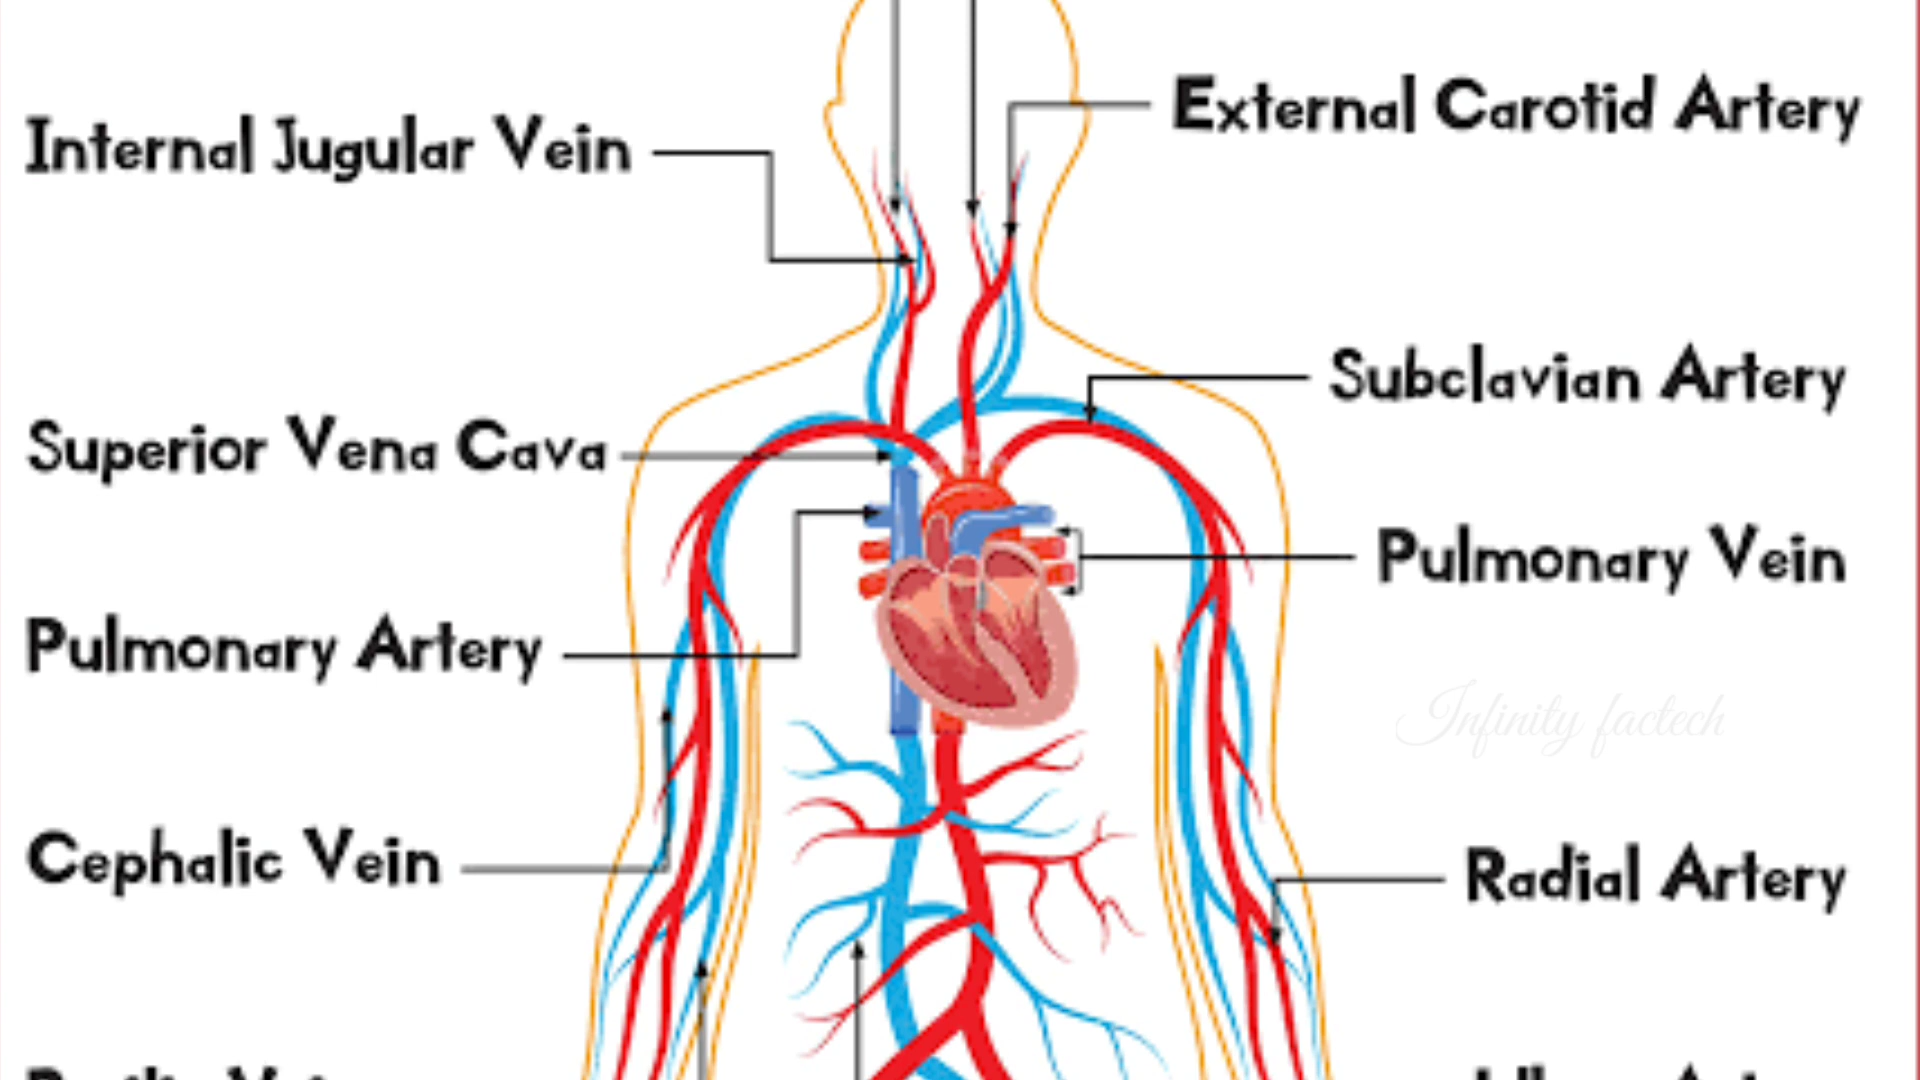 External Carotid Artery
Internal Jugular Vein
Subclavian Artery
Superior Vena Cava
Pulmonary Vein
Pulmonary Artery
Infinity factech
Cephalic Vein
Radial Artery